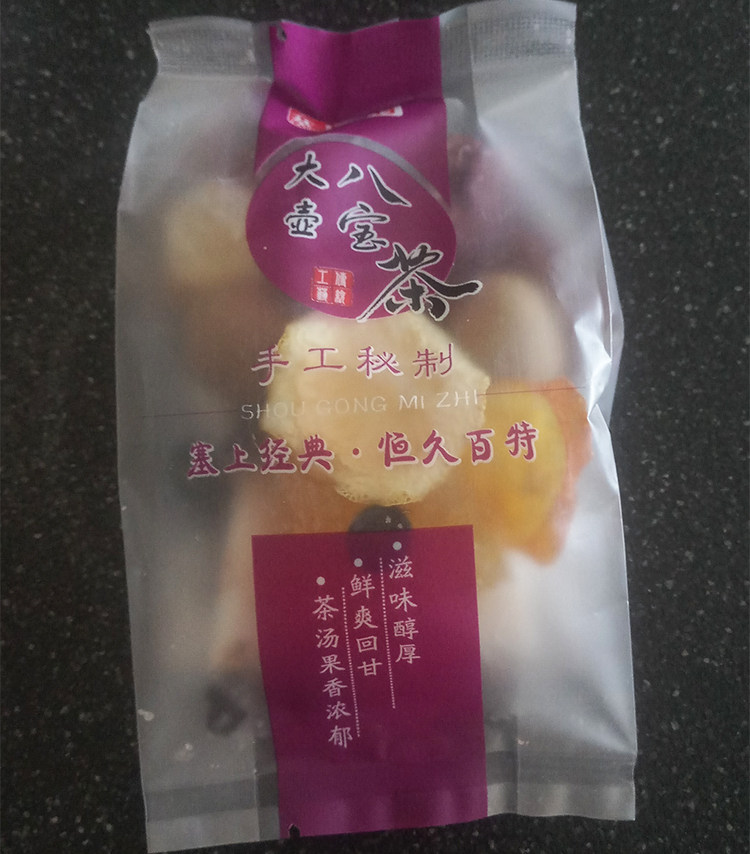 大壶
八宝茶
手工秘制
SHOU GONG MI ZHI
塞上经典·恒久百特
• 滋味醇厚
• 鲜爽回甘
• 茶汤果香浓郁